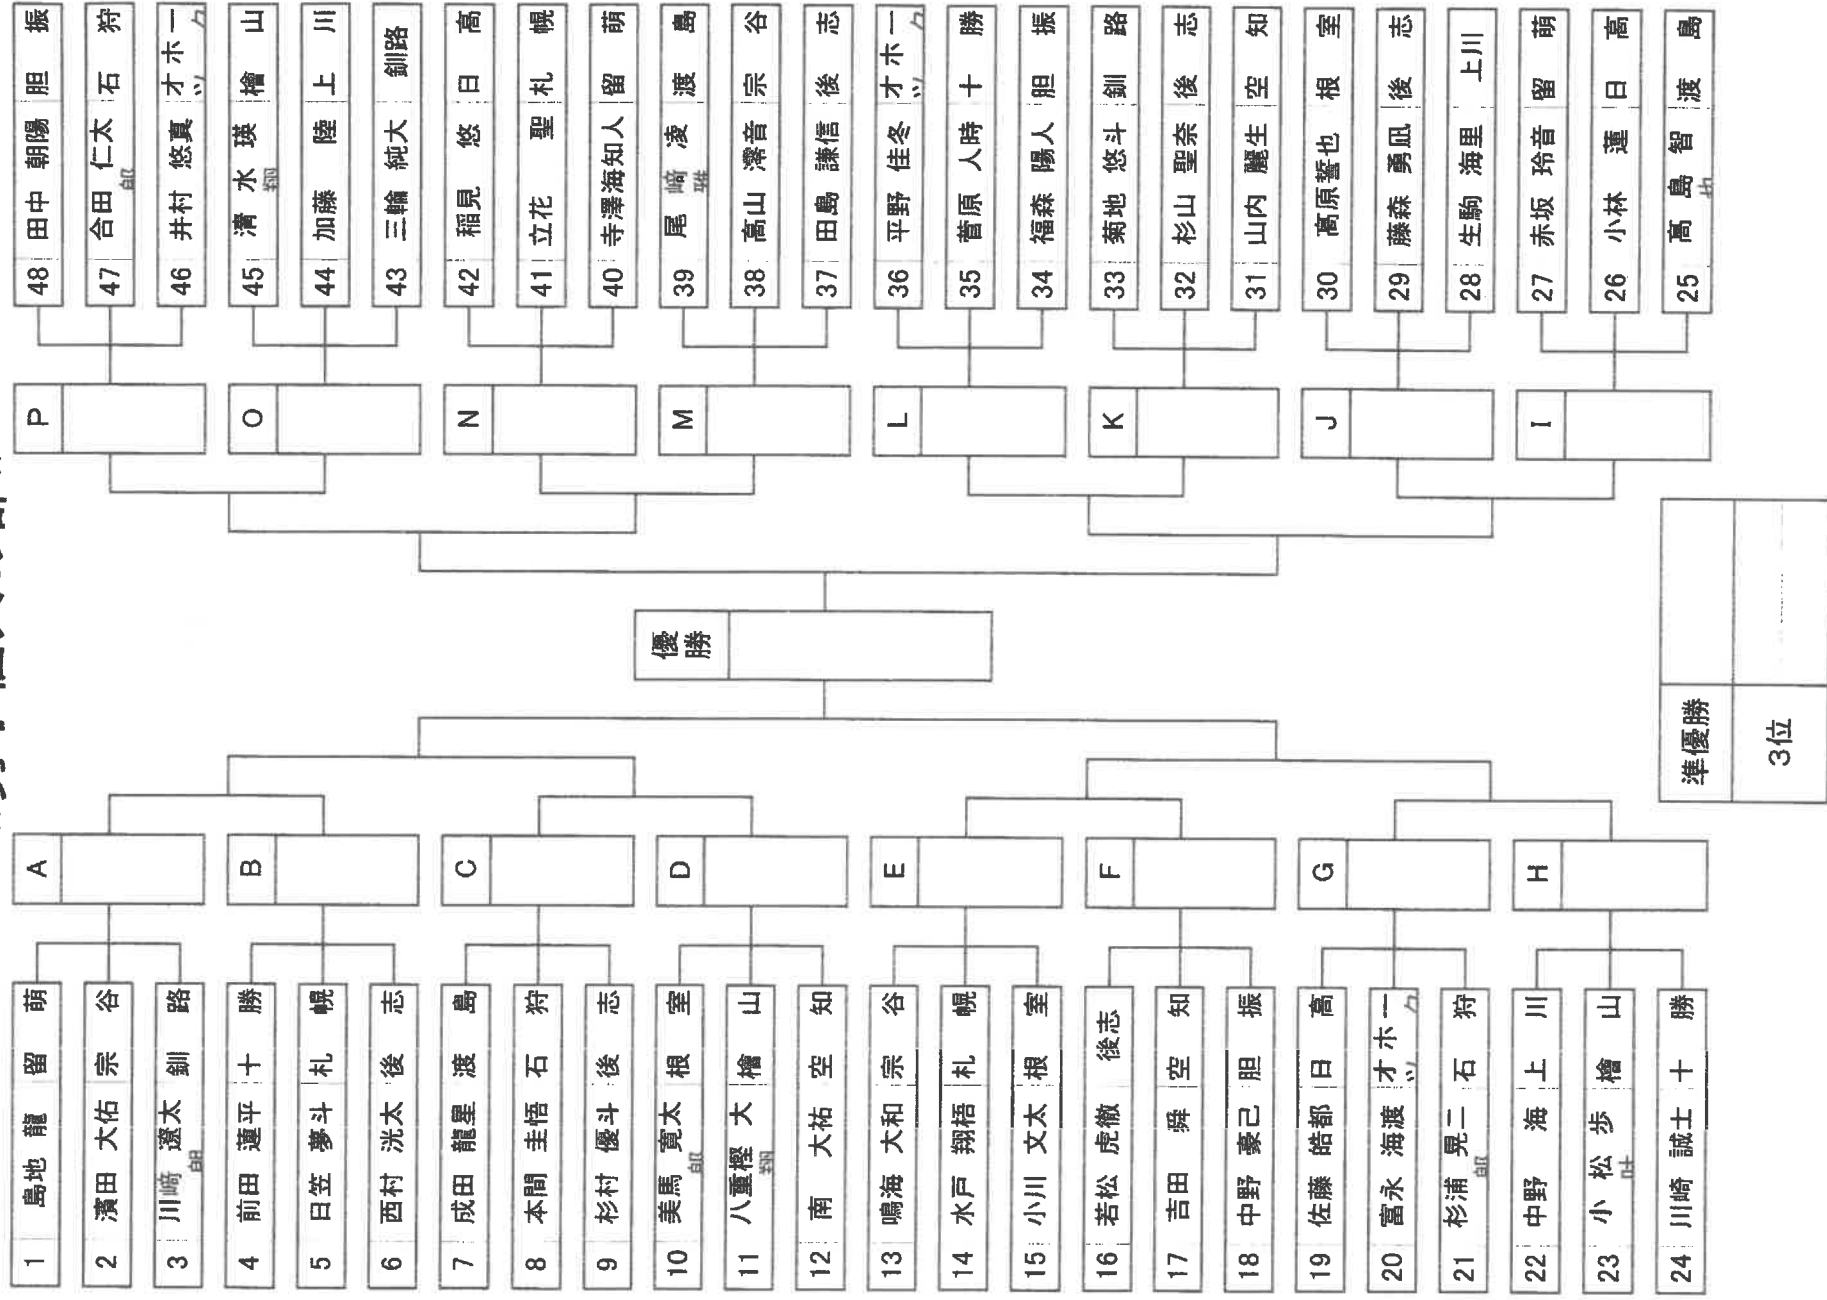 1 島地 龍 留萌
2 濱田 大佑 宗谷
3 川﨑 遼太朗 釧路
A
4 前田 蓮平 十勝
5 日笠 夢斗 札幌
6 西村 洸太 後志
B
7 成田 龍星 渡島
8 本間 圭悟 石狩
9 杉村 優斗 後志
C
10 美馬 寛太郎 根室
11 八重樫 大翔 檜山
12 南 大祐 空知
D
13 鳴海 大和 宗谷
14 水戸 翔梧 札幌
15 小川 文太 根室
E
16 若松 虎徹 後志
17 吉田 舜 空知
18 中野 豪己 胆振
F
19 佐藤 皓都 日高
20 富永 海渡 オホーツク
21 杉浦 晃二郎 石狩
G
22 中野 海 上川
23 小松 歩叶 檜山
24 川崎 誠士 十勝
H
優勝
48 田中 朝陽 胆振
47 合田 仁太郎 石狩
46 井村 悠真 オホーツク
P
45 清水 瑛翔 檜山
44 加藤 陸 上川
43 三輪 純大 釧路
O
42 稲見 悠 日高
41 立花 聖 札幌
40 寺澤海知人 留萌
N
39 尾﨑 凌雅 渡島
38 高山 澪音 宗谷
37 田島 謙信 後志
M
36 平野 佳冬 オホーツク
35 菅原 人時 十勝
34 福森 陽人 胆振
L
33 菊地 悠斗 釧路
32 杉山 聖奈 後志
31 山内 麗生 空知
K
30 髙原誓也 根室
29 藤森 勇凪 後志
28 生駒 海里 上川
J
27 赤坂 玲音 留萌
26 小林 蓮 日高
25 髙島 智也 渡島
I
準優勝
3位